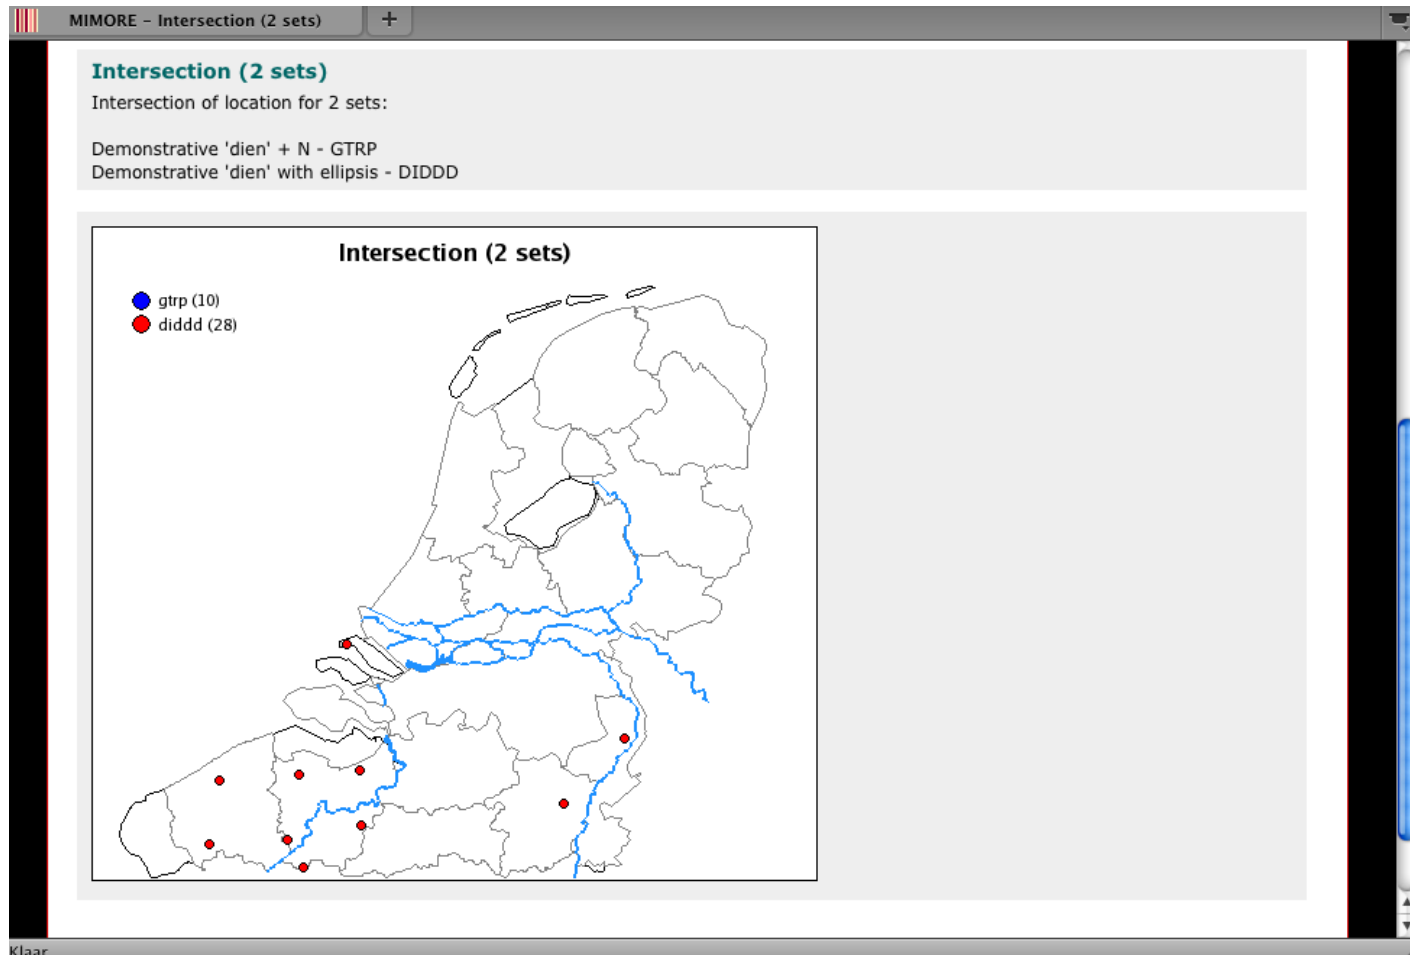 MIMORE – Intersection (2 sets)
+
Intersection (2 sets)
Intersection of location for 2 sets:
Demonstrative 'dien' + N - GTRP
Demonstrative 'dien' with ellipsis - DIDDD
Intersection (2 sets)
gtrp (10)
diddd (28)
Klaar